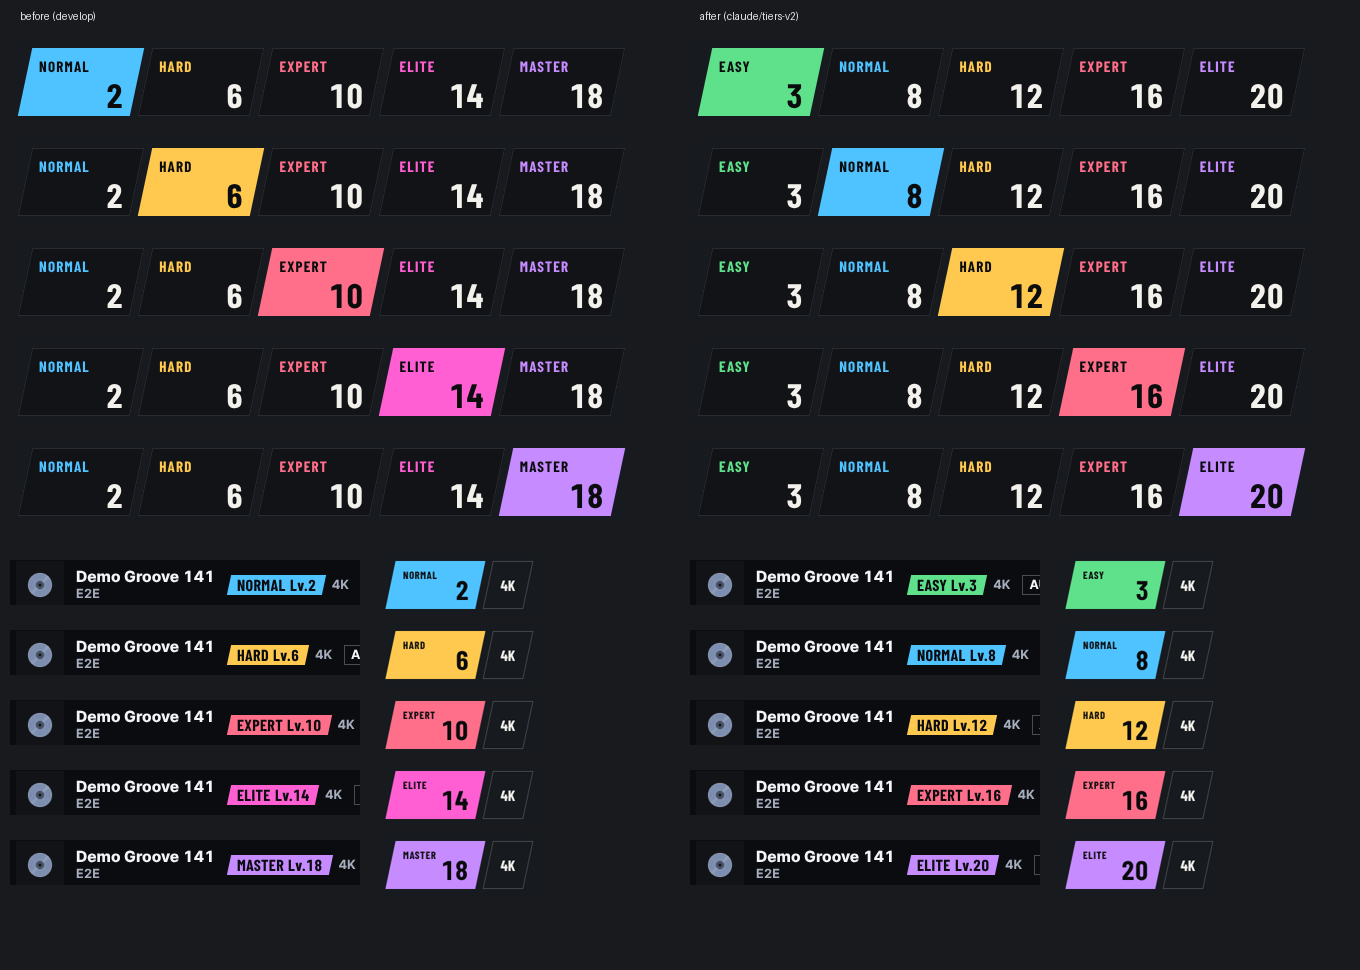 before (develop)
after (claude/tiers-v2)
NORMAL HARD EXPERT ELITE MASTER
2 6 10 14 18
EASY NORMAL HARD EXPERT ELITE
3 8 12 16 20
NORMAL HARD EXPERT ELITE MASTER
2 6 10 14 18
EASY NORMAL HARD EXPERT ELITE
3 8 12 16 20
NORMAL HARD EXPERT ELITE MASTER
2 6 10 14 18
EASY NORMAL HARD EXPERT ELITE
3 8 12 16 20
NORMAL HARD EXPERT ELITE MASTER
2 6 10 14 18
EASY NORMAL HARD EXPERT ELITE
3 8 12 16 20
NORMAL HARD EXPERT ELITE MASTER
2 6 10 14 18
EASY NORMAL HARD EXPERT ELITE
3 8 12 16 20
Demo Groove 141 NORMAL Lv.2 4K
E2E
NORMAL
2 4K
Demo Groove 141 EASY Lv.3 4K
E2E
EASY
3 4K
Demo Groove 141 HARD Lv.6 4K A
E2E
HARD
6 4K
Demo Groove 141 NORMAL Lv.8 4K
E2E
NORMAL
8 4K
Demo Groove 141 EXPERT Lv.10 4K
E2E
EXPERT
10 4K
Demo Groove 141 HARD Lv.12 4K
E2E
HARD
12 4K
Demo Groove 141 ELITE Lv.14 4K
E2E
ELITE
14 4K
Demo Groove 141 EXPERT Lv.16 4K
E2E
EXPERT
16 4K
Demo Groove 141 MASTER Lv.18 4K
E2E
MASTER
18 4K
Demo Groove 141 ELITE Lv.20 4K
E2E
ELITE
20 4K